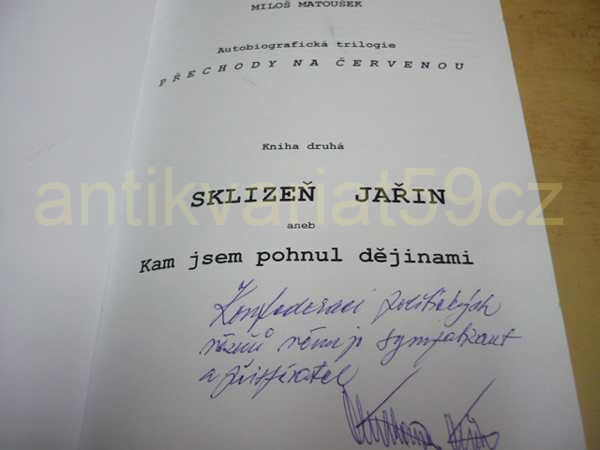 MILOŠ MATOUŠEK
Autobiografická trilogie
PŘECHODY NA ČERVENOU
Kniha druhá
SKLIZEŇ JAŘIN
antikvariat59cz
aneb
Kam jsem pohnul dějinami
Konfederaci politických
vězňů věnuje sympatizant
a přispěvatel